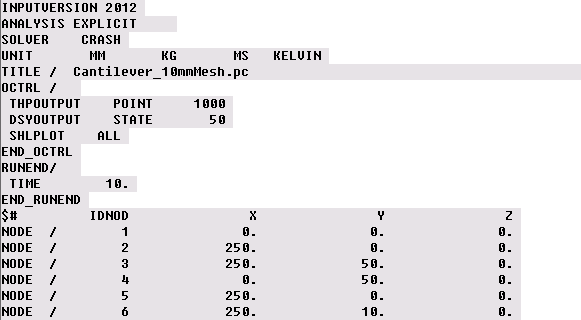 INPUTVERSION 2012
ANALYSIS EXPLICIT
SOLVER    CRASH
UNIT      MM       KG       MS   KELVIN
TITLE /  Cantilever_10mmMesh.pc
OCTRL /
 THPOUTPUT    POINT     1000
 DSYOUTPUT    STATE       50
 SHLPLOT    ALL
END_OCTRL
RUNEND/
 TIME        10.
END_RUNEND
$#         IDNOD               X               Y               Z
NODE  /        1              0.              0.              0.
NODE  /        2            250.              0.              0.
NODE  /        3            250.             50.              0.
NODE  /        4              0.             50.              0.
NODE  /        5            250.              0.              0.
NODE  /        6            250.             10.              0.